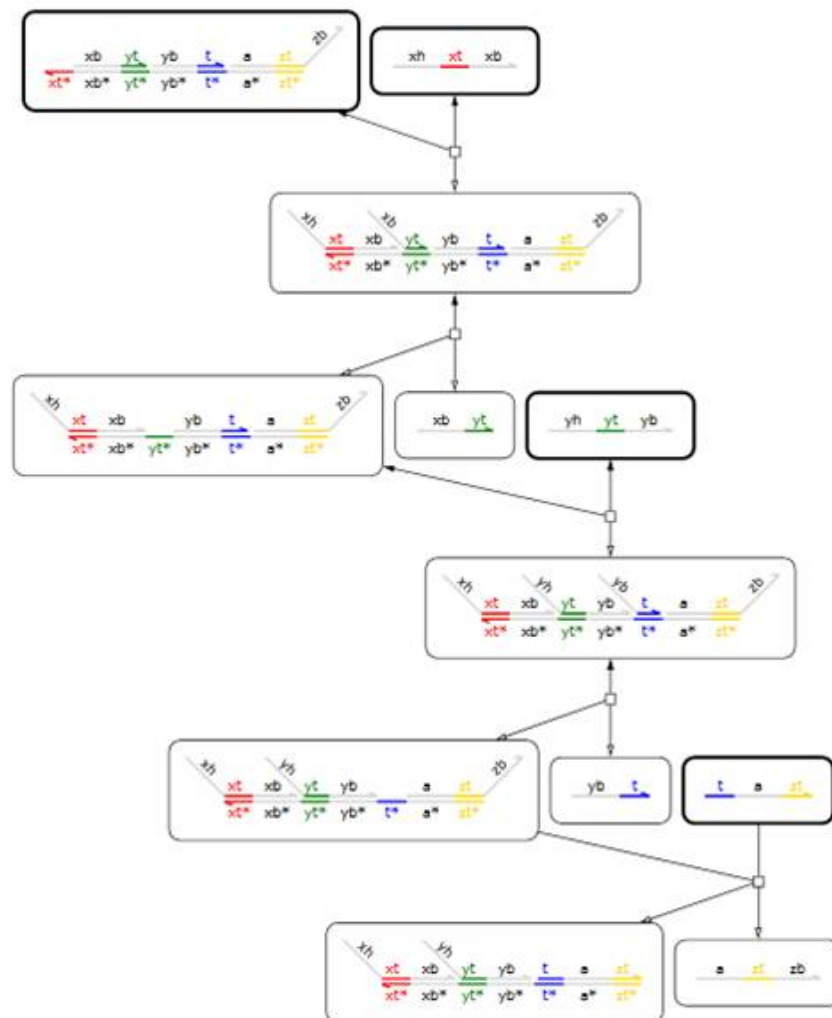 zb
xb yt yb t a zt
xt* xb* yt* yb* t* a* zt*
xh xt xb
xh xb zb
xt xb yt yb t a zt
xt* xb* yt* yb* t* a* zt*
xh zb
xt xb yb t a zt
xt* xb* yt* yb* t* a* zt*
xb yt
yh yt yb
xh yh yb zb
xt xb yt yb t a zt
xt* xb* yt* yb* t* a* zt*
xh yh zb
xt xb yt yb a zt
xt* xb* yt* yb* t* a* zt*
yb t
t a zt
xh yh
xt xb yt yb t a zt
xt* xb* yt* yb* t* a* zt*
a zt zb